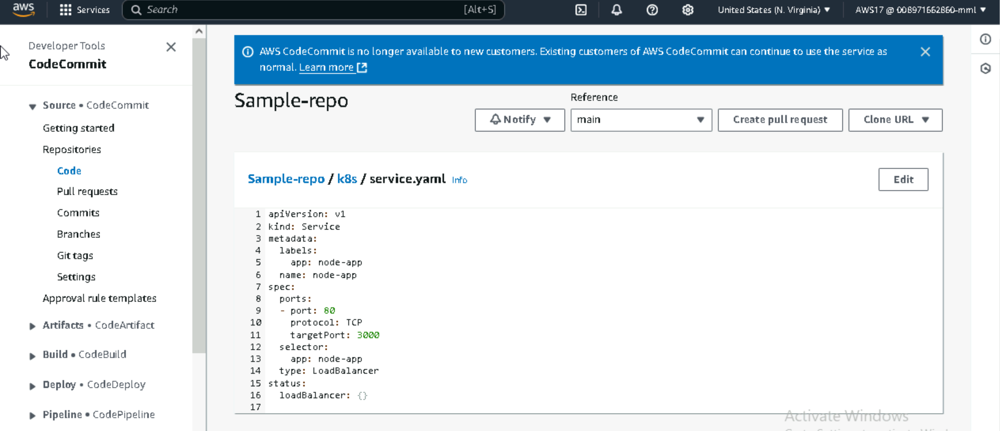 aws
Services
Search
[Alt+S]
United States (N. Virginia)
AWS17 @ 008971662860-mml
Developer Tools
CodeCommit
Source • CodeCommit
Getting started
Repositories
Code
Pull requests
Commits
Branches
Git tags
Settings
Approval rule templates
Artifacts • CodeArtifact
Build • CodeBuild
Deploy • CodeDeploy
Pipeline • CodePipeline
AWS CodeCommit is no longer available to new customers. Existing customers of AWS CodeCommit can continue to use the service as
normal. Learn more
Sample-repo
Reference
Notify
main
Create pull request
Clone URL
Sample-repo / k8s / service.yaml Info
Edit
1 apiVersion: v1
2 kind: Service
3 metadata:
4   labels:
5     app: node-app
6   name: node-app
7 spec:
8   ports:
9   - port: 80
10     protocol: TCP
11     targetPort: 3000
12   selector:
13     app: node-app
14   type: LoadBalancer
15 status:
16   loadBalancer: {}
17
Activate Windows